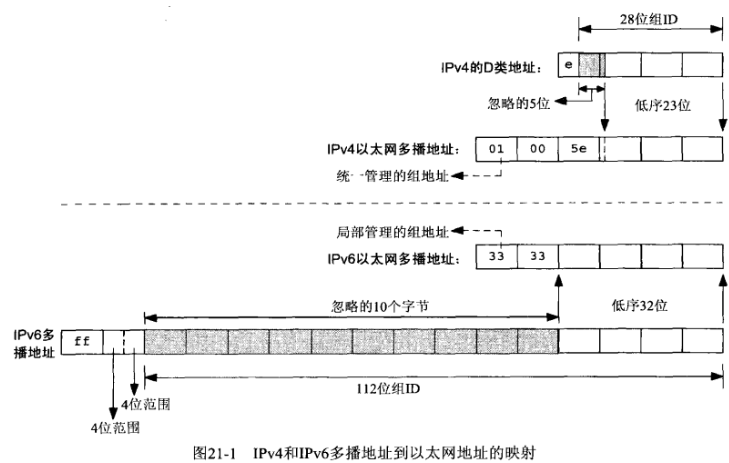 28位组ID
IPv4的D类地址： e
忽略的5位 低序23位
IPv4以太网多播地址： 01 00 5e
统一管理的组地址
局部管理的组地址
IPv6以太网多播地址： 33 33
忽略的10个字节 低序32位
IPv6多
播地址
ff
112位组ID
4位范围
4位范围
图21-1 IPv4和IPv6多播地址到以太网地址的映射